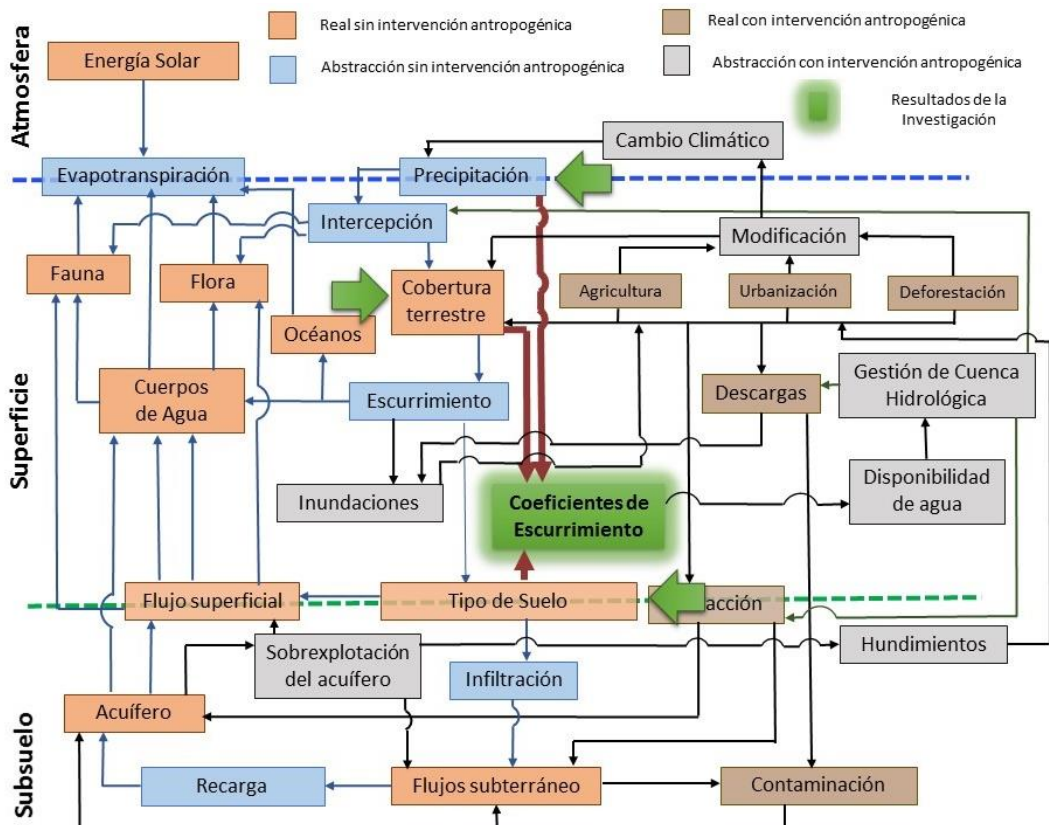 Real sin intervención antropogénica
Real con intervención antropogénica
Abstracción sin intervención antropogénica
Abstracción con intervención antropogénica
Resultados de la
Investigación
Atmosfera
Energía Solar
Cambio Climático
Evapotranspiración
Precipitación
Intercepción
Modificación
Superficie
Fauna
Flora
Cobertura
terrestre
Agricultura
Urbanización
Deforestación
Océanos
Cuerpos
de Agua
Escurrimiento
Descargas
Gestión de Cuenca
Hidrológica
Inundaciones
Coeficientes de
Escurrimiento
Disponibilidad
de agua
Flujo superficial
Tipo de Suelo
acción
Sobrexplotación
del acuífero
Hundimientos
Infiltración
Subsuelo
Acuífero
Recarga
Flujos subterráneo
Contaminación